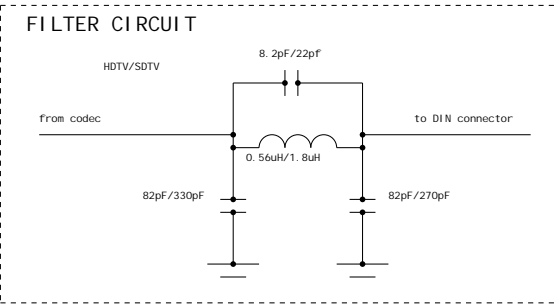 FILTER CIRCUIT
8.2pF/22pf
HDTV/SDTV
from codec
to DIN connector
0.56uH/1.8uH
82pF/330pF
82pF/270pF